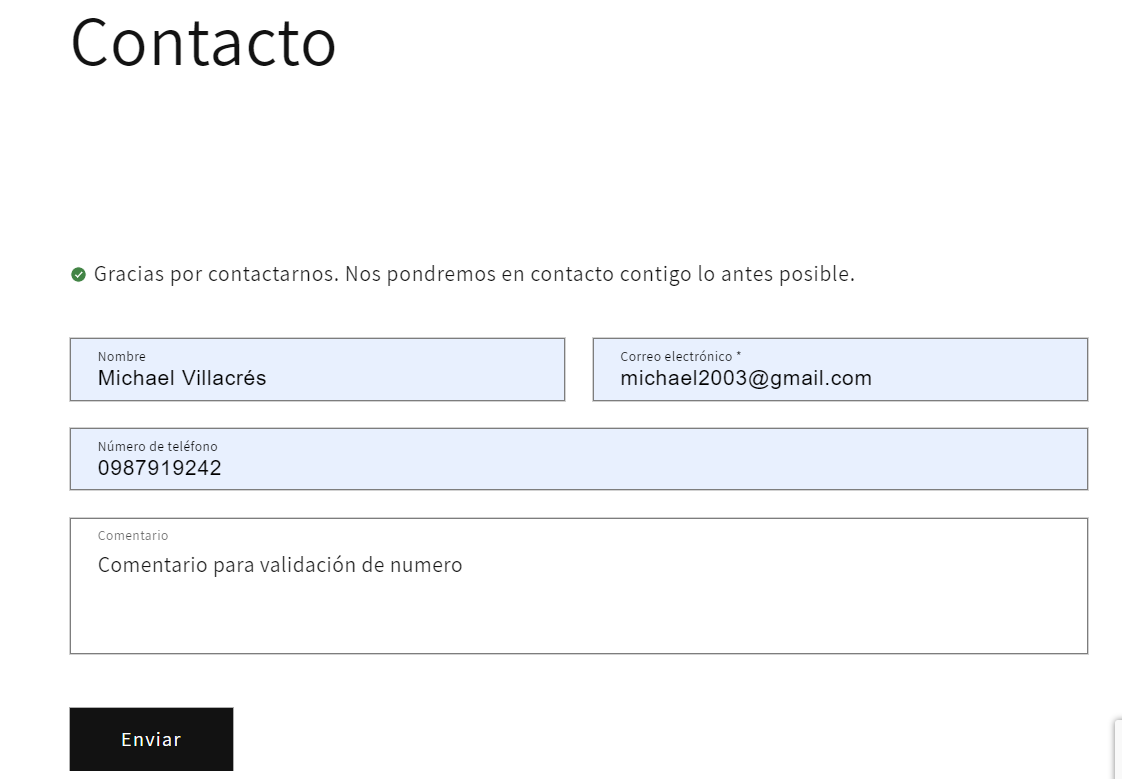 Contacto
Gracias por contactarnos. Nos pondremos en contacto contigo lo antes posible.
Nombre
Michael Villacrés
Correo electrónico *
michael2003@gmail.com
Número de teléfono
0987919242
Comentario
Comentario para validación de numero
Enviar